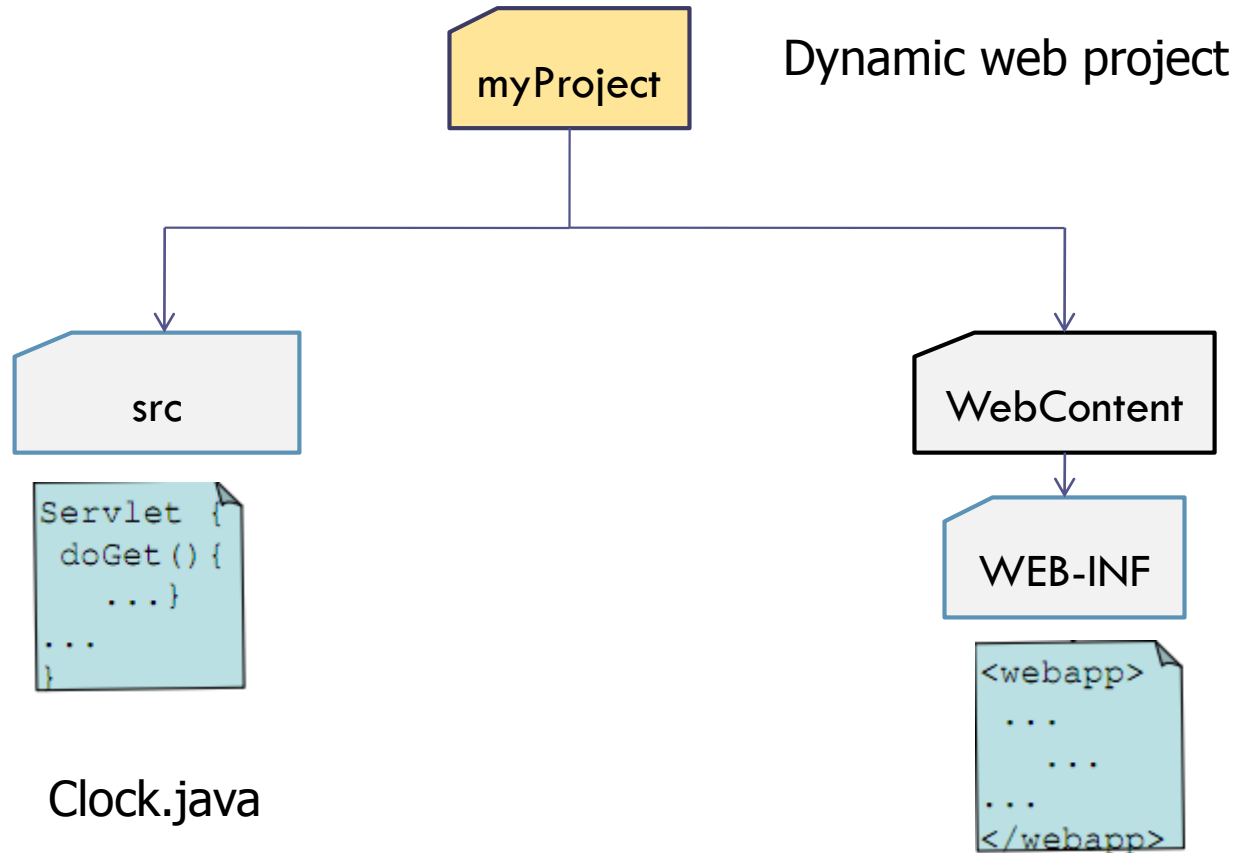 myProject
Dynamic web project
src
WebContent
Servlet {
doGet(){
...}
...
}
WEB-INF
<webapp>
...
...
...
</webapp>
Clock.java